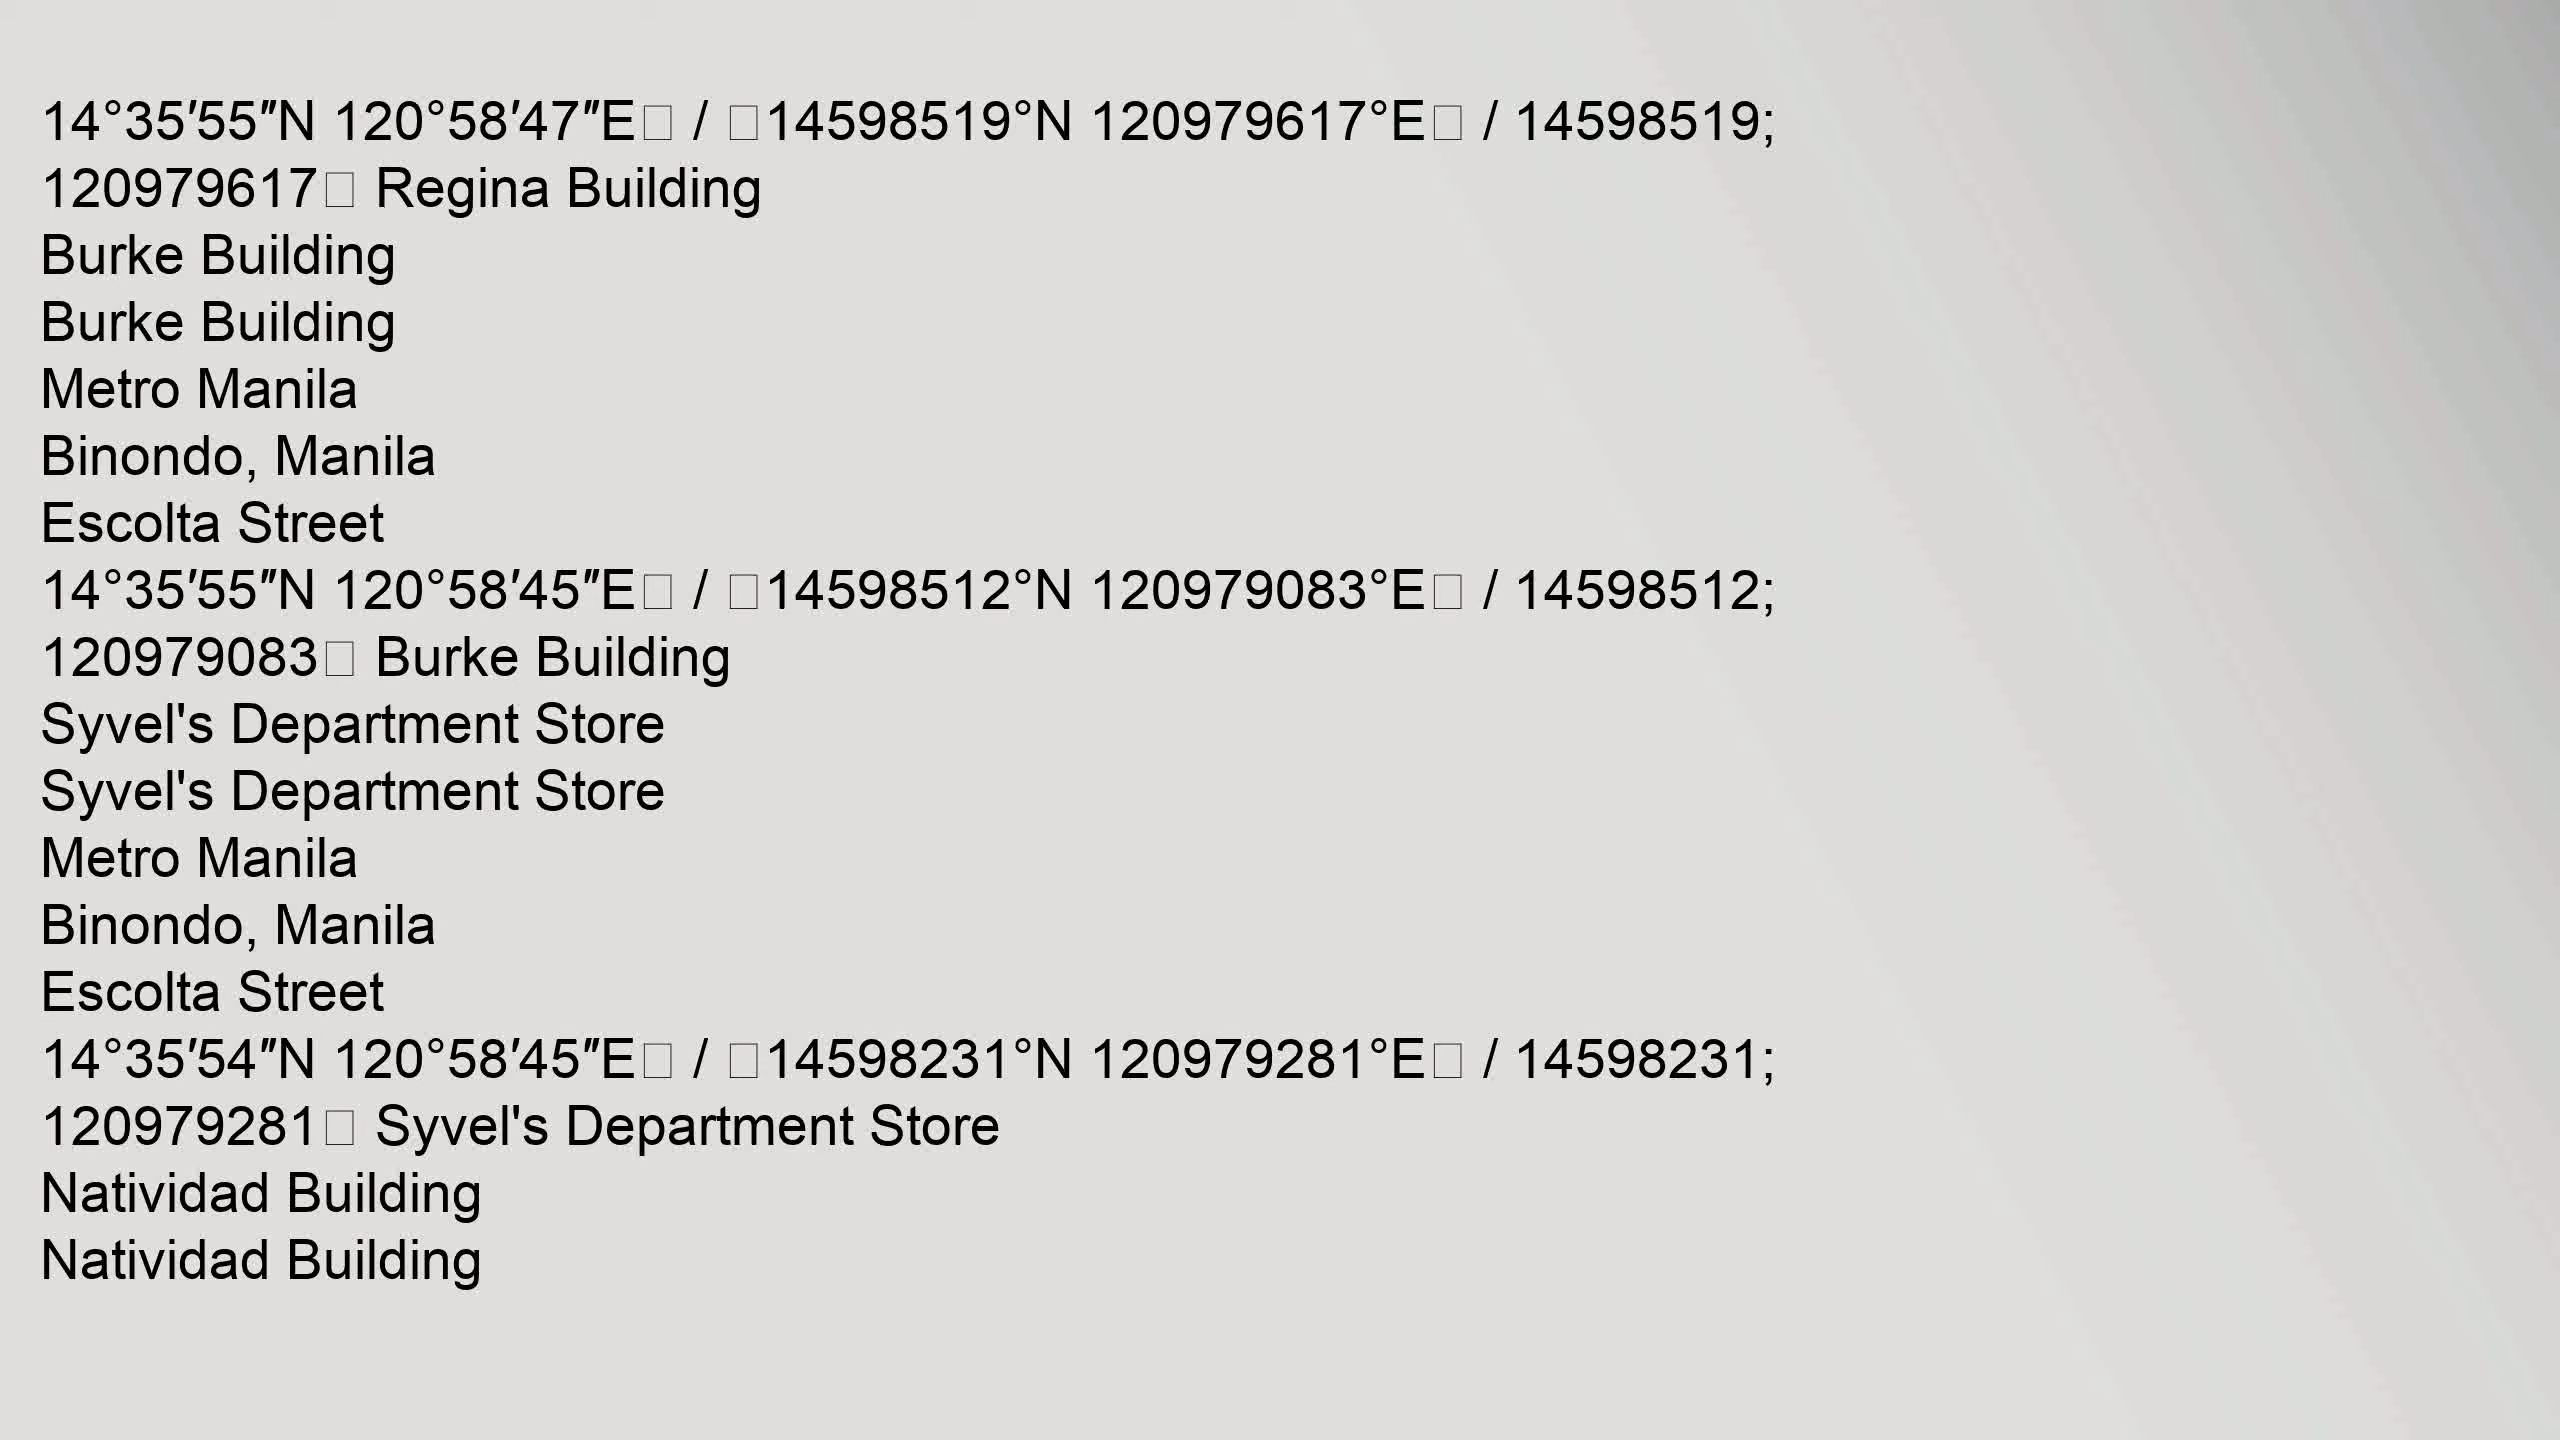 14°35′55″N 120°58′47″E□ / □14598519°N 120979617°E□ / 14598519;
120979617□ Regina Building
Burke Building
Burke Building
Metro Manila
Binondo, Manila
Escolta Street
14°35′55″N 120°58′45″E□ / □14598512°N 120979083°E□ / 14598512;
120979083□ Burke Building
Syvel's Department Store
Syvel's Department Store
Metro Manila
Binondo, Manila
Escolta Street
14°35′54″N 120°58′45″E□ / □14598231°N 120979281°E□ / 14598231;
120979281□ Syvel's Department Store
Natividad Building
Natividad Building